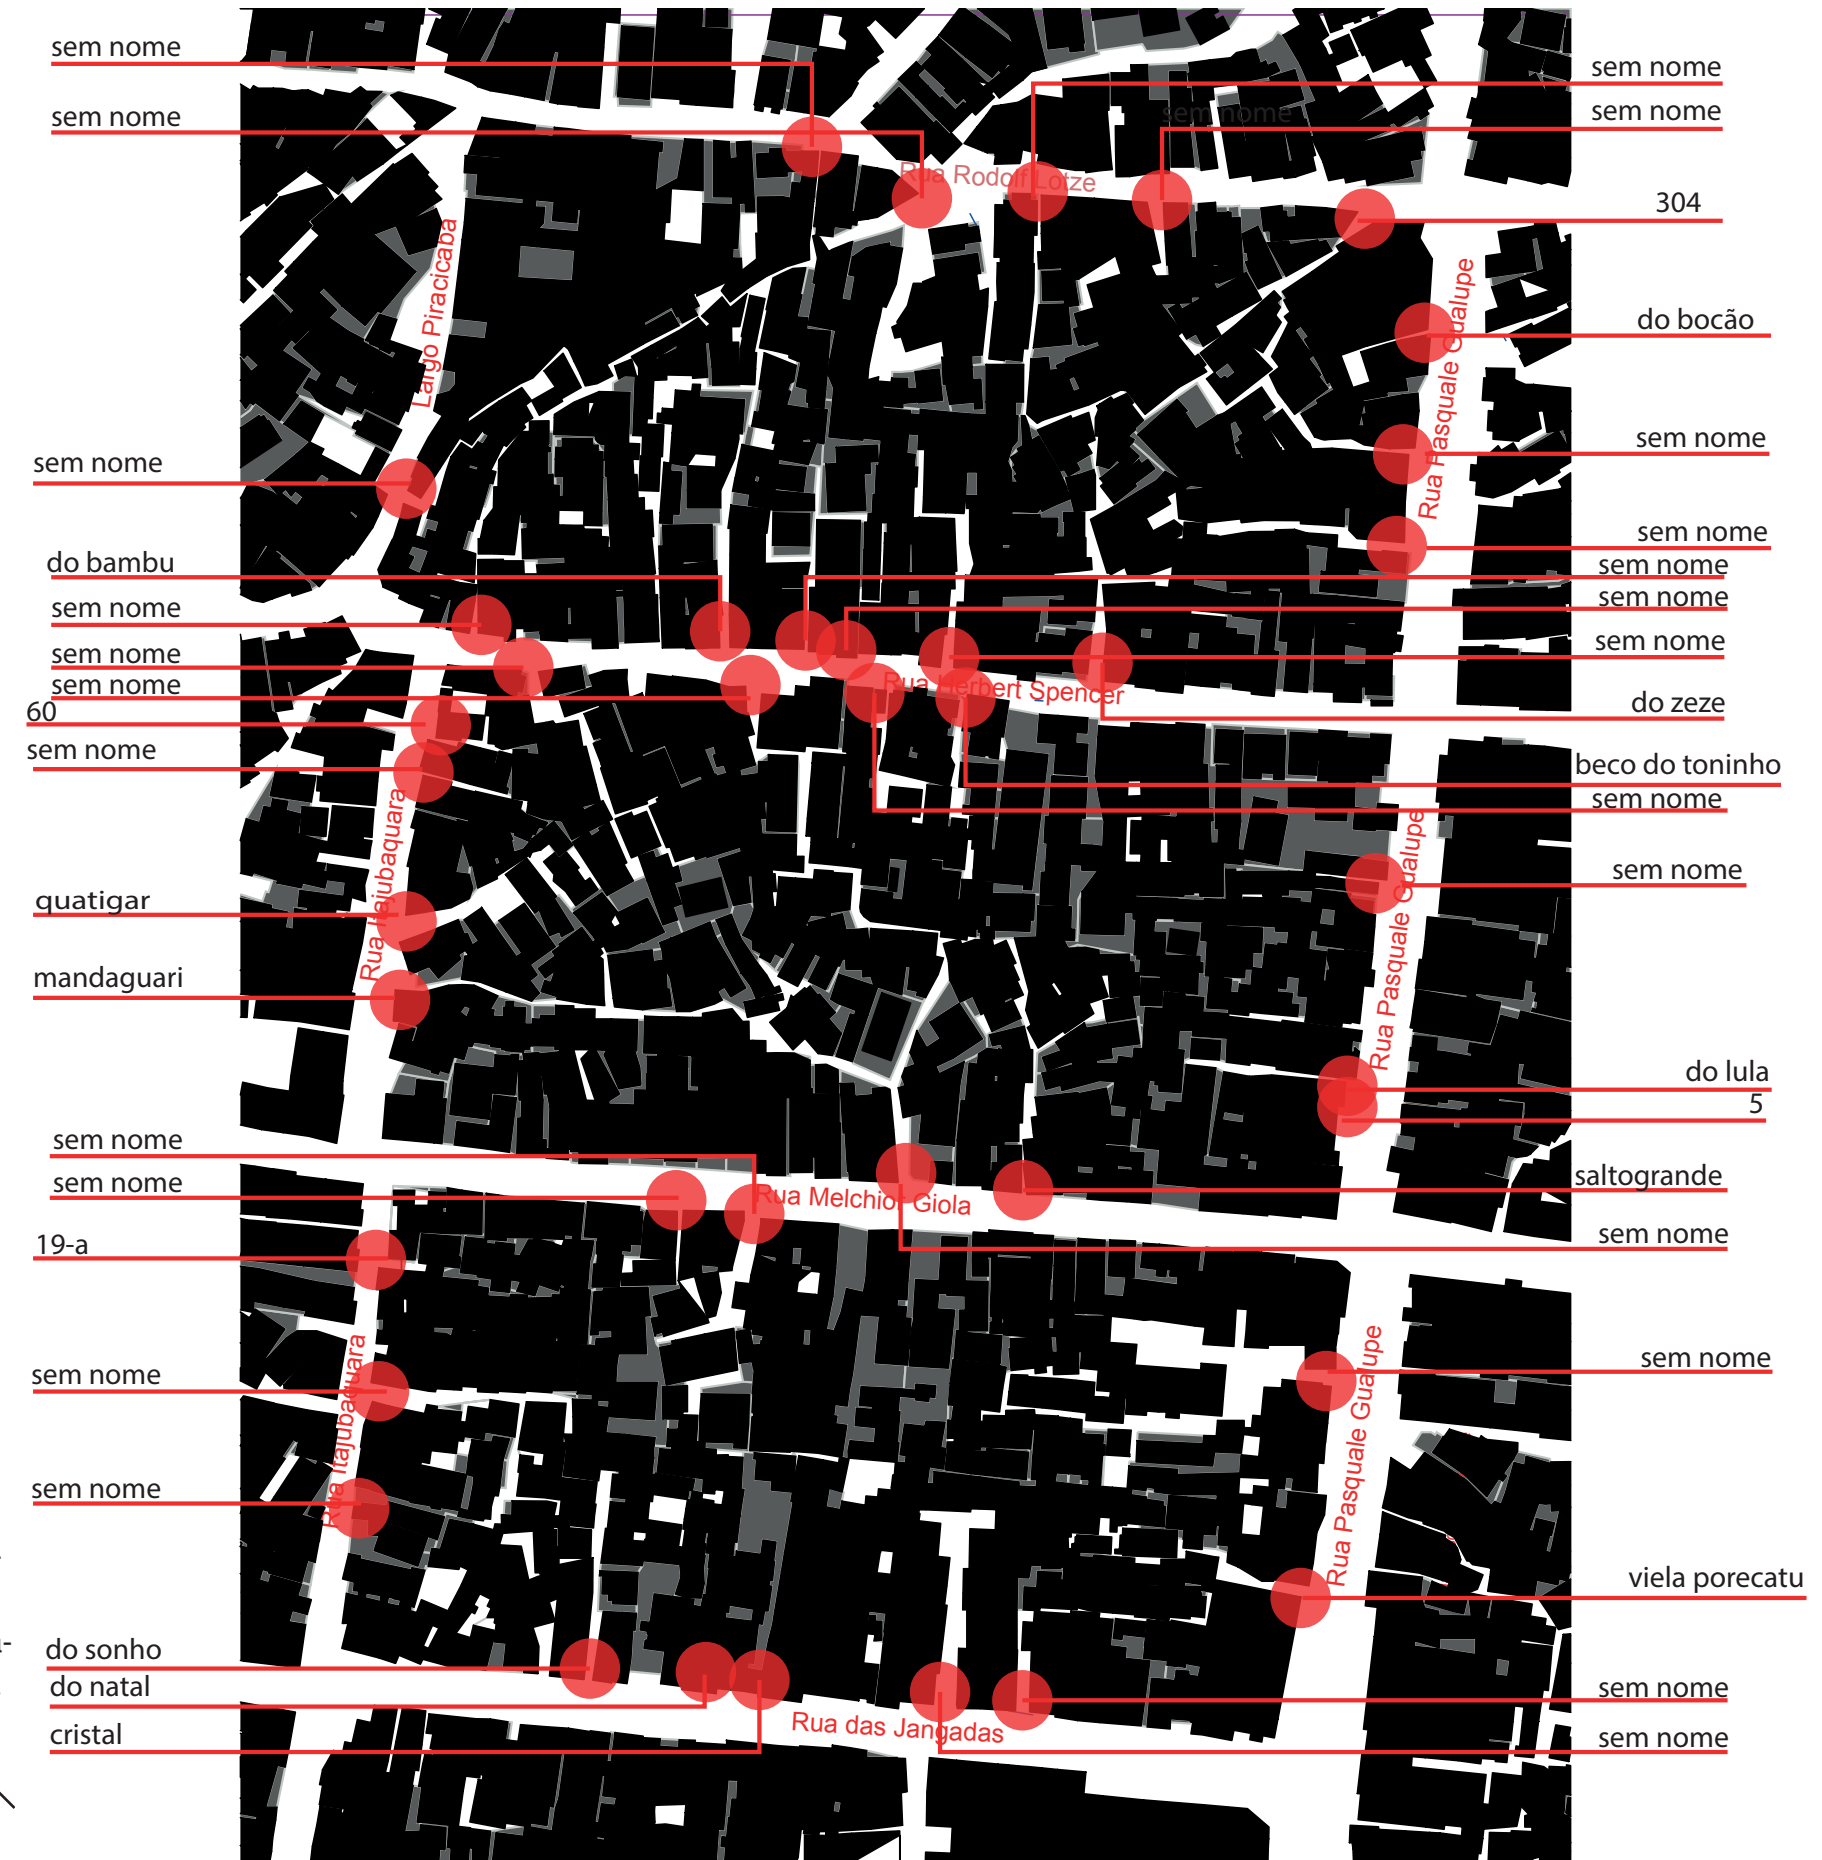 sem nome
sem nome
sem nome
sem nome
sem nome
Rua Rodolf Lotze
304
Largo Piracicaba
Rua Pasquale Gualupe
do bocão
sem nome
sem nome
sem nome
do bambu
sem nome
sem nome
sem nome
sem nome
sem nome
sem nome
Rua Herbert Spencer
do zeze
60
sem nome
beco do toninho
sem nome
Rua Itajubaquara
Rua Pasquale Gualupe
sem nome
quatigar
mandaguari
do lula
5
sem nome
sem nome
Rua Melchior Giola
saltogrande
sem nome
19-a
Rua Itajubaquara
Rua Pasquale Gualupe
sem nome
sem nome
sem nome
viela porecatu
do sonho
do natal
cristal
Rua das Jangadas
sem nome
sem nome